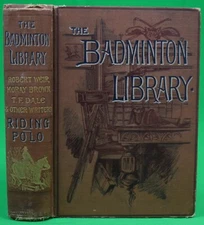 THE
BADMINTON
LIBRARY
ROBERT WEIR
MORAY BROWN
T. F. DALE
& OTHER WRITERS
RIDING
POLO
THE
BADMINTON
LIBRARY